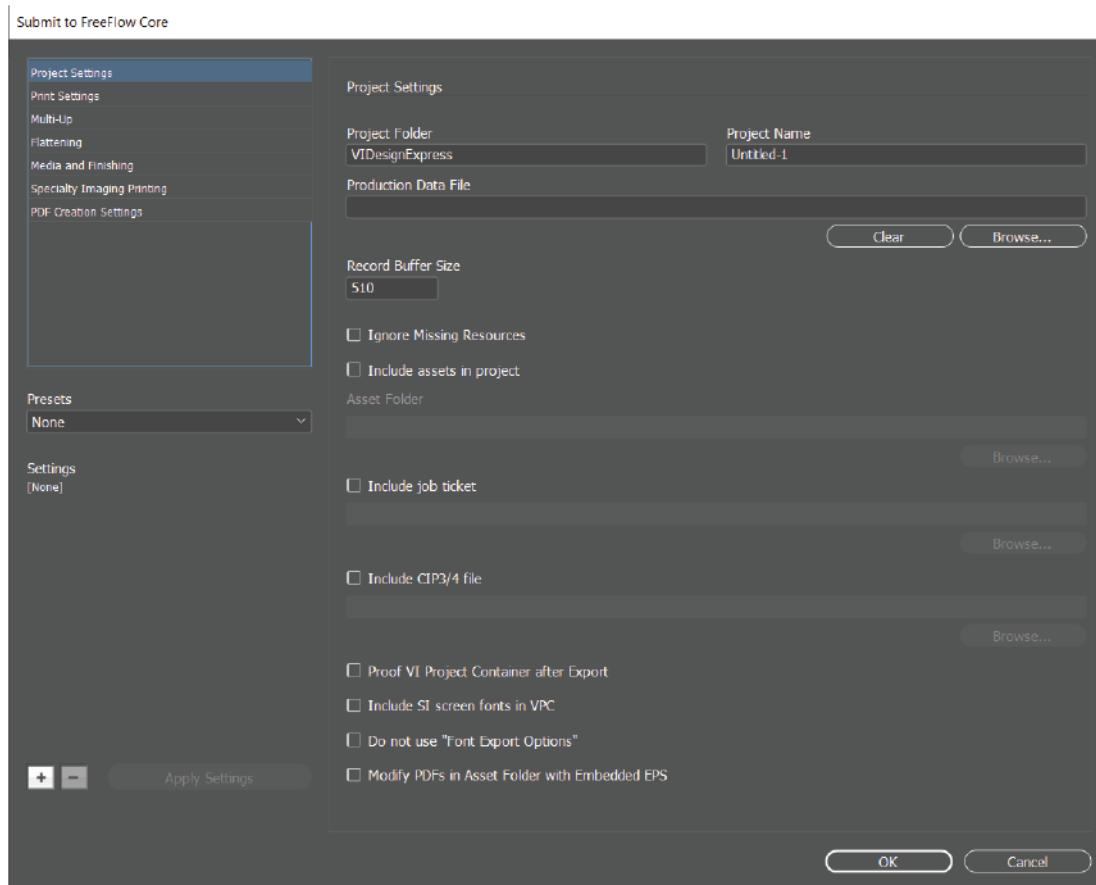 Submit to FreeFlow Core
Project Settings
Print Settings
Multi-Up
Flattening
Media and Finishing
Specialty Imaging Printing
PDF Creation Settings
Presets
None
Settings
[None]
+ - Apply Settings
Project Settings
Project Folder Project Name
VIDesignExpress Untitled-1
Production Data File
Clear Browse...
Record Buffer Size
510
Ignore Missing Resources
Include assets in project
Asset Folder
Browse...
Include job ticket
Browse...
Include CIP3/4 file
Browse...
Proof VI Project Container after Export
Include SI screen fonts in VPC
Do not use "Font Export Options"
Modify PDFs in Asset Folder with Embedded EPS
OK Cancel